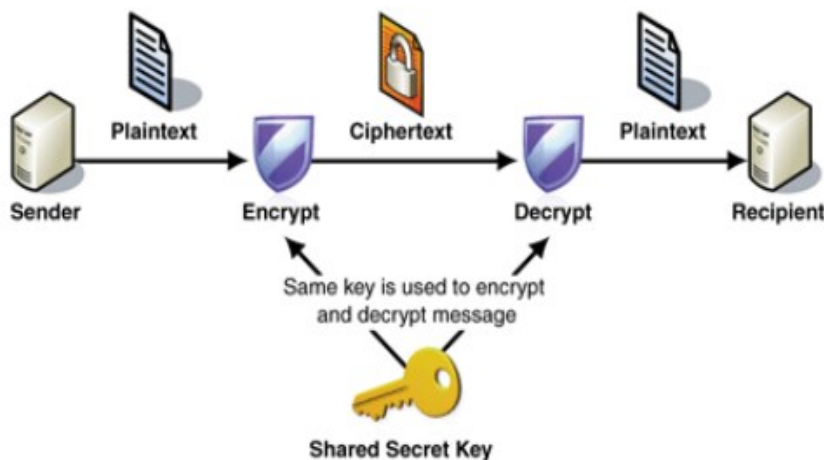 Plaintext
Ciphertext
Plaintext
Sender
Encrypt
Decrypt
Recipient
Same key is used to encrypt
and decrypt message
Shared Secret Key